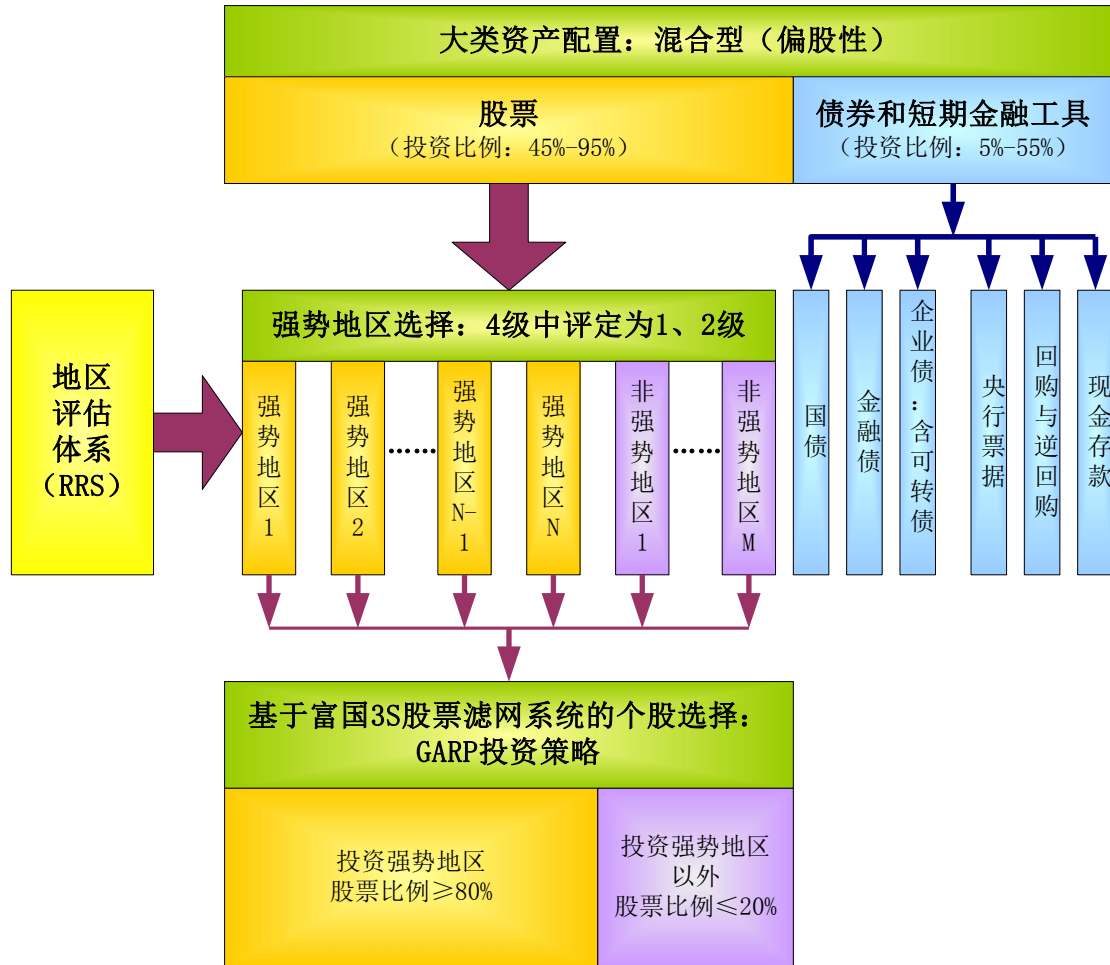 大类资产配置：混合型（偏股性）
股票
（投资比例：45%-95%）
债券和短期金融工具
（投资比例：5%-55%）
地区
评估
体系
（RRS）
强势地区选择：4级中评定为1、2级
强势地区1
强势地区2
……
强势地区N-1
强势地区N
非强势地区1
……
非强势地区M
国债
金融债
企业债：含可转债
央行票据
回购与逆回购
现金存款
基于富国3S股票滤网系统的个股选择：
GARP投资策略
投资强势地区
股票比例≥80%
投资强势地区
以外
股票比例≤20%